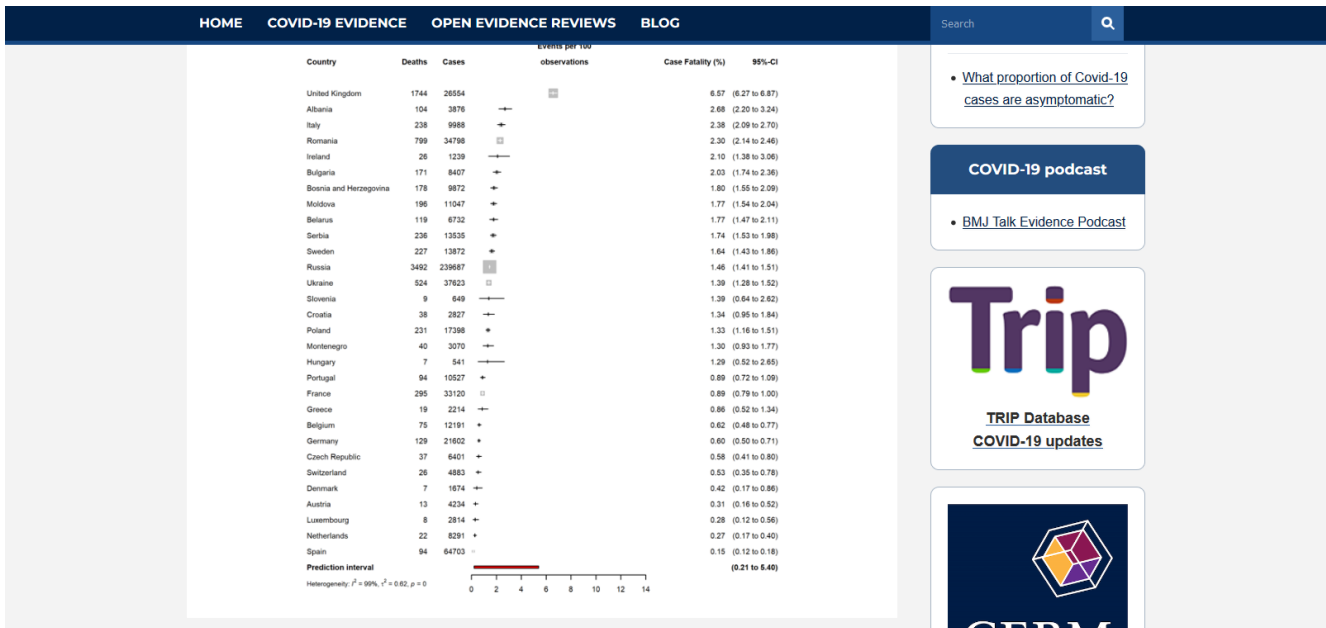 HOME COVID-19 EVIDENCE OPEN EVIDENCE REVIEWS BLOG Search
Events per 100
Country Deaths Cases observations Case Fatality (%) 95%-CI
United Kingdom 1744 26554 6.57 (6.27 to 6.87)
Albania 104 3876 2.68 (2.20 to 3.24)
Italy 238 9988 2.38 (2.09 to 2.70)
Romania 799 34798 2.30 (2.14 to 2.46)
Ireland 26 1239 2.10 (1.38 to 3.06)
Bulgaria 171 8407 2.03 (1.74 to 2.36)
Bosnia and Herzegovina 178 9872 1.80 (1.55 to 2.09)
Moldova 196 11047 1.77 (1.54 to 2.04)
Belarus 119 6732 1.77 (1.47 to 2.11)
Serbia 236 13535 1.74 (1.53 to 1.98)
Sweden 227 13872 1.64 (1.43 to 1.86)
Russia 3492 239687 1.46 (1.41 to 1.51)
Ukraine 524 37623 1.39 (1.28 to 1.52)
Slovenia 9 649 1.39 (0.64 to 2.62)
Croatia 38 2827 1.34 (0.95 to 1.84)
Poland 231 17398 1.33 (1.16 to 1.51)
Montenegro 40 3070 1.30 (0.93 to 1.77)
Hungary 7 541 1.29 (0.52 to 2.65)
Portugal 94 10527 0.89 (0.72 to 1.09)
France 295 33120 0.89 (0.79 to 1.00)
Greece 19 2214 0.86 (0.52 to 1.34)
Belgium 75 12191 0.62 (0.48 to 0.77)
Germany 129 21602 0.60 (0.50 to 0.71)
Czech Republic 37 6401 0.58 (0.41 to 0.80)
Switzerland 26 4883 0.53 (0.35 to 0.78)
Denmark 7 1674 0.42 (0.17 to 0.86)
Austria 13 4234 0.31 (0.16 to 0.52)
Luxembourg 8 2814 0.28 (0.12 to 0.56)
Netherlands 22 8291 0.27 (0.17 to 0.40)
Spain 94 64703 0.15 (0.12 to 0.18)
Prediction interval (0.21 to 5.40)
Heterogeneity: I² = 99%, τ² = 0.62, p = 0
0 2 4 6 8 10 12 14
• What proportion of Covid-19
cases are asymptomatic?
COVID-19 podcast
• BMJ Talk Evidence Podcast
Trip
TRIP Database
COVID-19 updates
CEBM